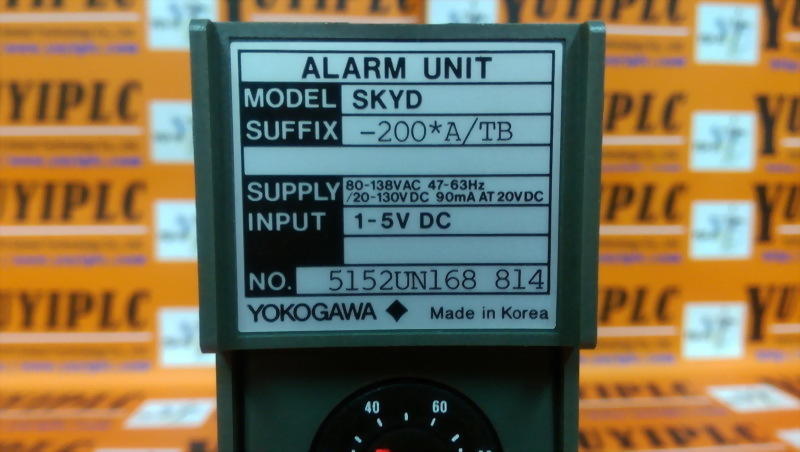 ALARM UNIT
MODEL SKYD
SUFFIX -200*A/TB
SUPPLY 80-138VAC 47-63Hz
/20-130VDC 90mA AT 20VDC
INPUT 1-5V DC
NO. 5152UN168 814
YOKOGAWA ◆ Made in Korea
40 60
YUYIPLC